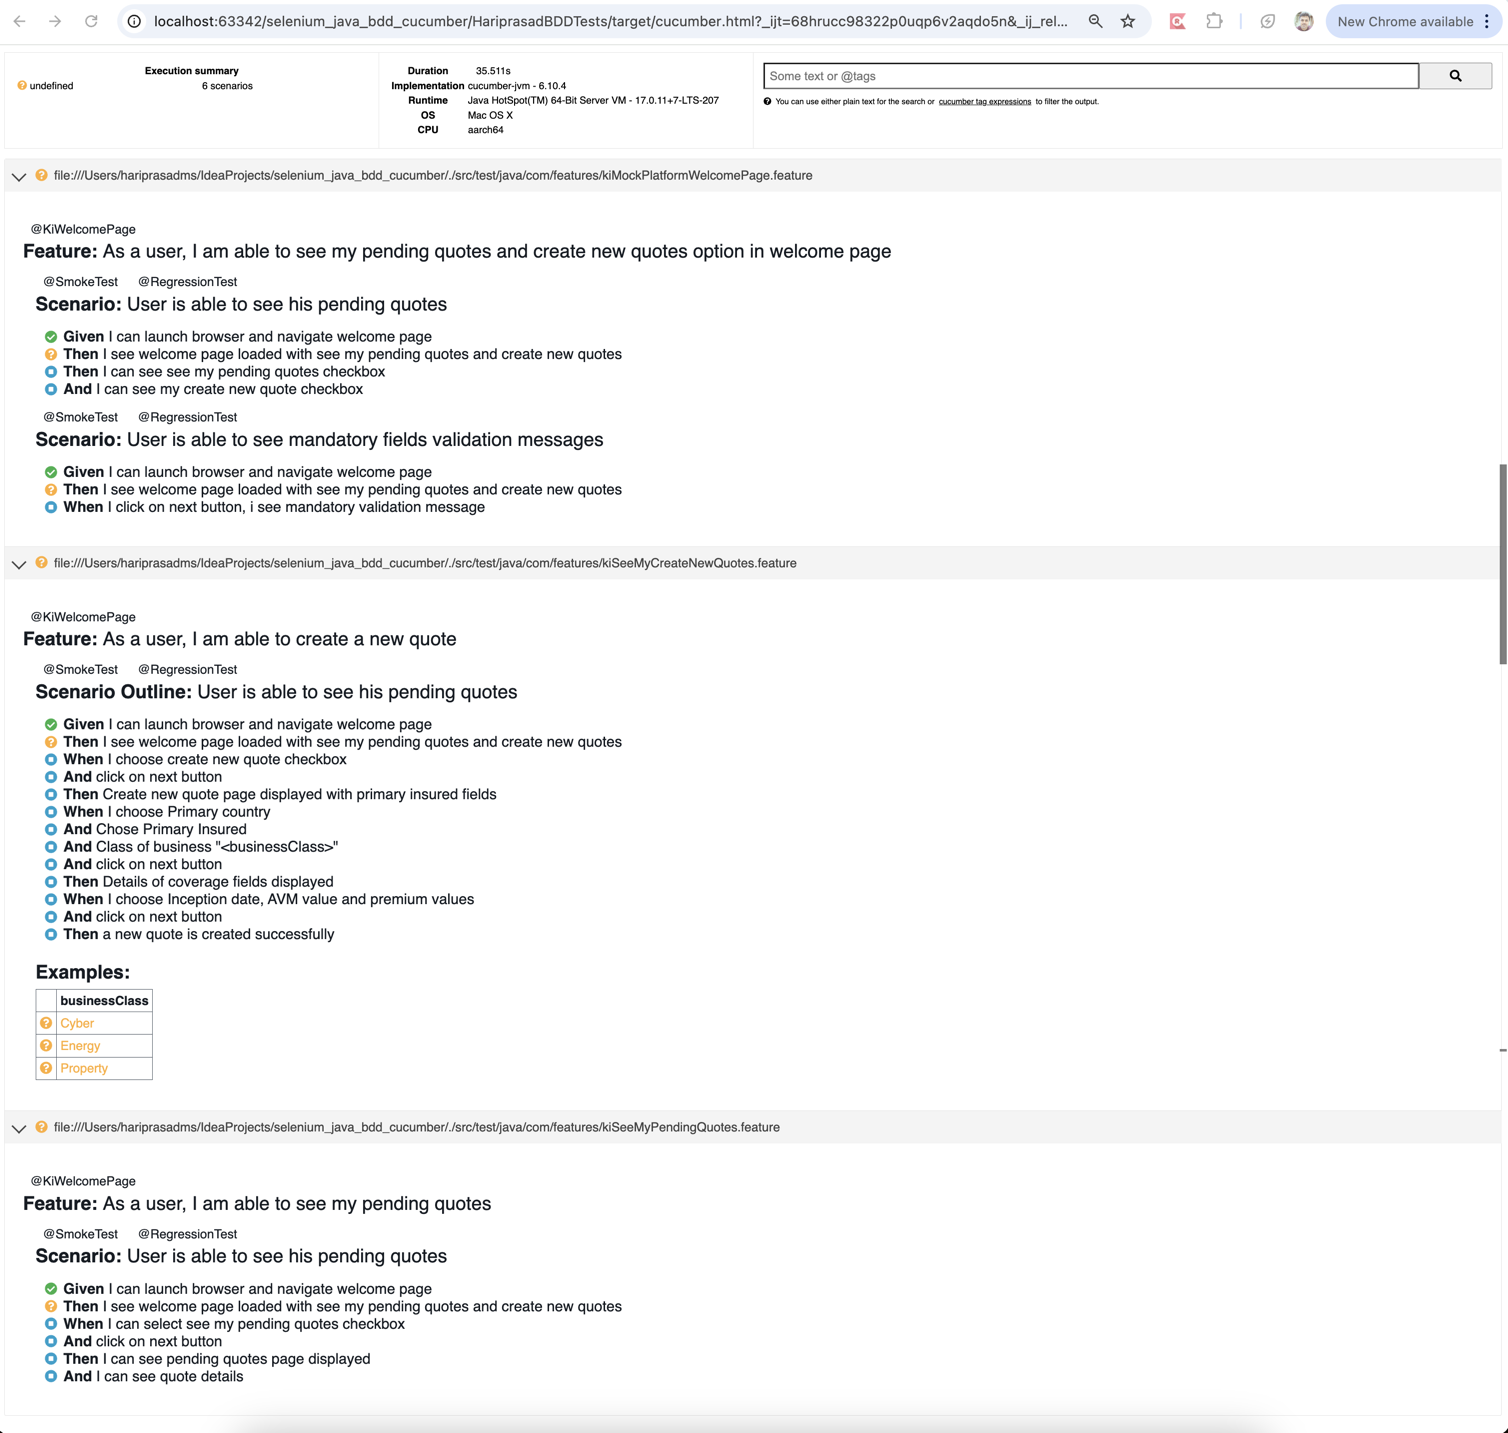 localhost:63342/selenium_java_bdd_cucumber/HariprasadBDDTests/target/cucumber.html?_ijt=68hrucc98322p0uqp6v2aqdo5n&_ij_rel...
New Chrome available
Execution summary
undefined 6 scenarios
Duration 35.511s
Implementation cucumber-jvm - 6.10.4
Runtime Java HotSpot(TM) 64-Bit Server VM - 17.0.11+7-LTS-207
OS Mac OS X
CPU aarch64
Some text or @tags
You can use either plain text for the search or cucumber tag expressions to filter the output.
file:///Users/hariprasadms/IdeaProjects/selenium_java_bdd_cucumber/./src/test/java/com/features/kiMockPlatformWelcomePage.feature
@KiWelcomePage
Feature: As a user, I am able to see my pending quotes and create new quotes option in welcome page
@SmokeTest @RegressionTest
Scenario: User is able to see his pending quotes
Given I can launch browser and navigate welcome page
Then I see welcome page loaded with see my pending quotes and create new quotes
Then I can see see my pending quotes checkbox
And I can see my create new quote checkbox
@SmokeTest @RegressionTest
Scenario: User is able to see mandatory fields validation messages
Given I can launch browser and navigate welcome page
Then I see welcome page loaded with see my pending quotes and create new quotes
When I click on next button, i see mandatory validation message
file:///Users/hariprasadms/IdeaProjects/selenium_java_bdd_cucumber/./src/test/java/com/features/kiSeeMyCreateNewQuotes.feature
@KiWelcomePage
Feature: As a user, I am able to create a new quote
@SmokeTest @RegressionTest
Scenario Outline: User is able to see his pending quotes
Given I can launch browser and navigate welcome page
Then I see welcome page loaded with see my pending quotes and create new quotes
When I choose create new quote checkbox
And click on next button
Then Create new quote page displayed with primary insured fields
When I choose Primary country
And Chose Primary Insured
And Class of business "<businessClass>"
And click on next button
Then Details of coverage fields displayed
When I choose Inception date, AVM value and premium values
And click on next button
Then a new quote is created successfully
Examples:
businessClass
Cyber
Energy
Property
file:///Users/hariprasadms/IdeaProjects/selenium_java_bdd_cucumber/./src/test/java/com/features/kiSeeMyPendingQuotes.feature
@KiWelcomePage
Feature: As a user, I am able to see my pending quotes
@SmokeTest @RegressionTest
Scenario: User is able to see his pending quotes
Given I can launch browser and navigate welcome page
Then I see welcome page loaded with see my pending quotes and create new quotes
When I can select see my pending quotes checkbox
And click on next button
Then I can see pending quotes page displayed
And I can see quote details